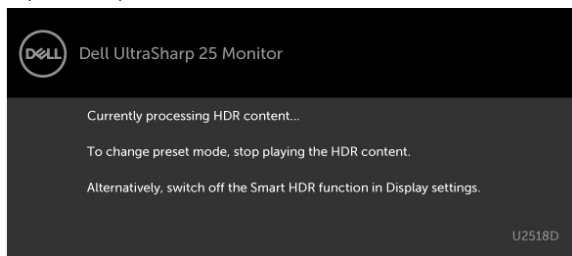 DELL
Dell UltraSharp 25 Monitor
Currently processing HDR content...
To change preset mode, stop playing the HDR content.
Alternatively, switch off the Smart HDR function in Display settings.
U2518D